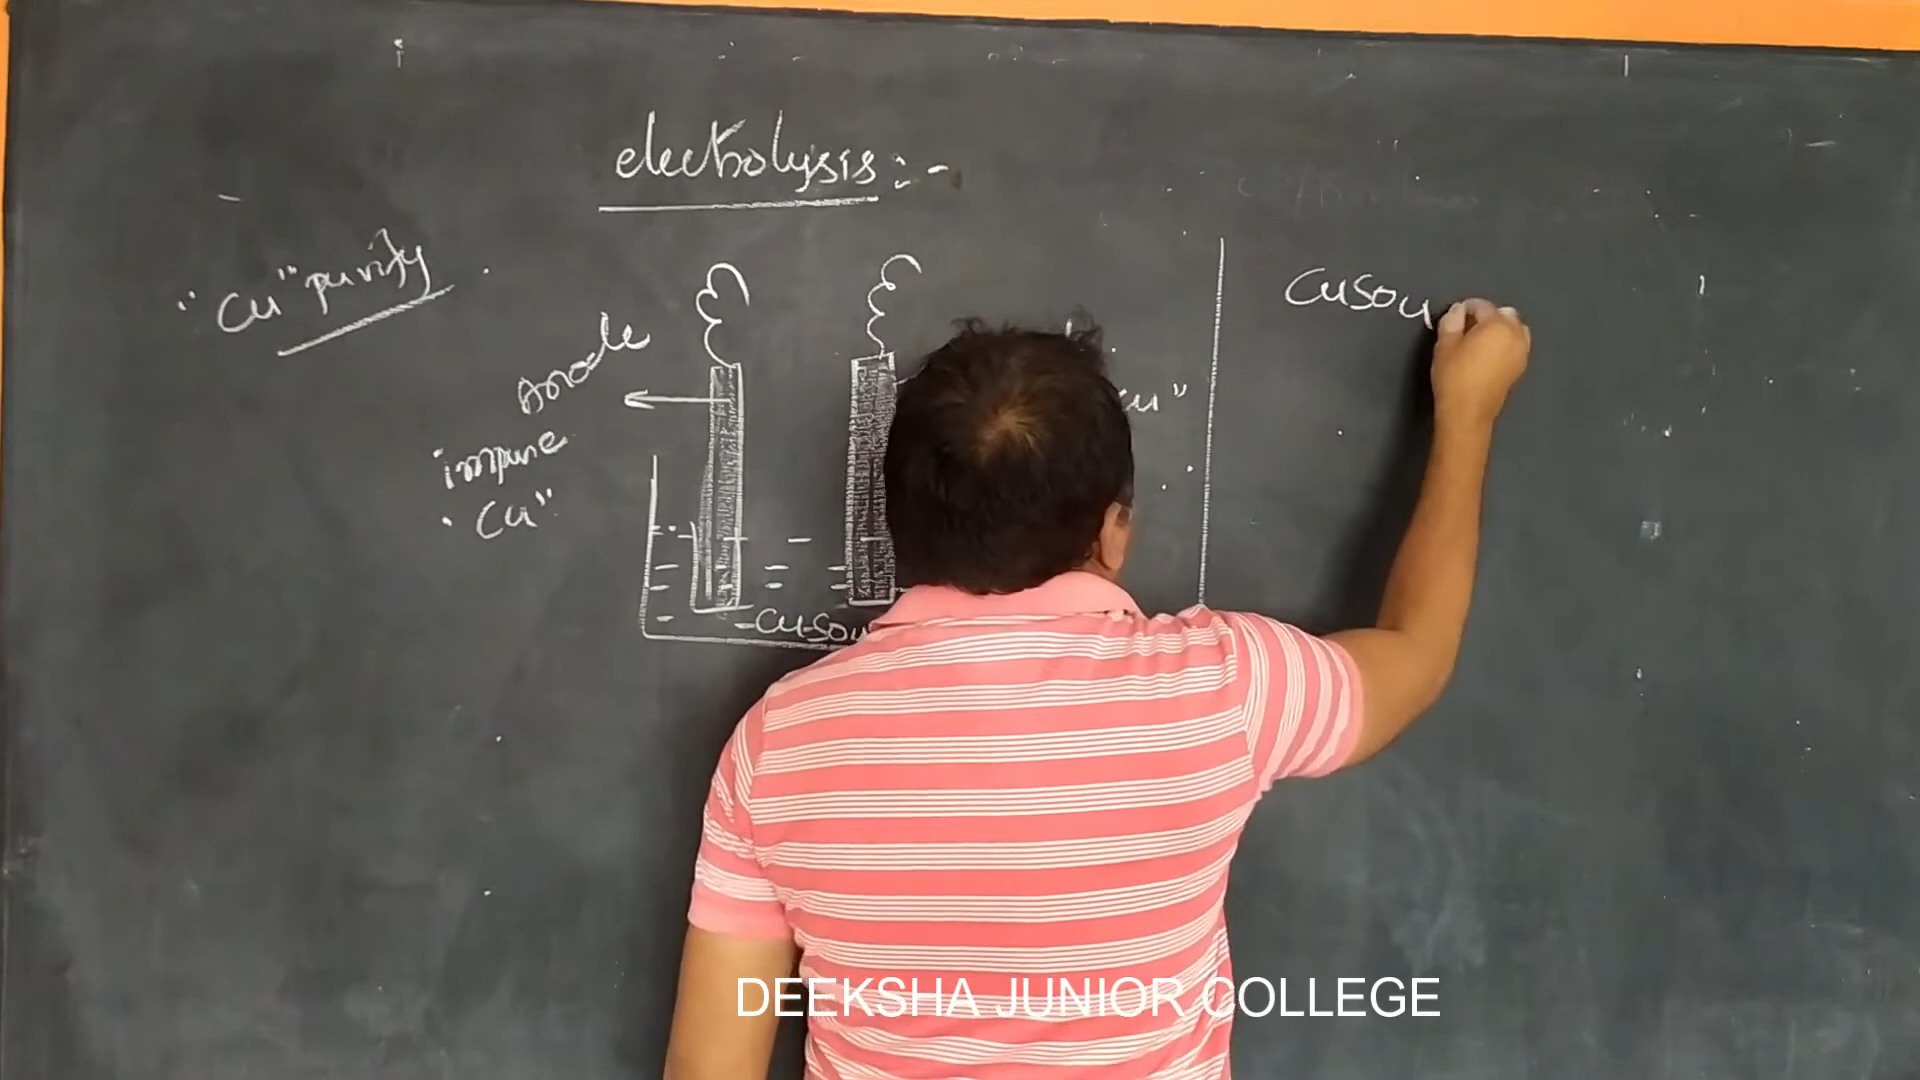 electrolysis :-
"Cu" purify
CuSO4
Anode
impure
"Cu"
Cu"
CuSO4
DEEKSHA JUNIOR COLLEGE